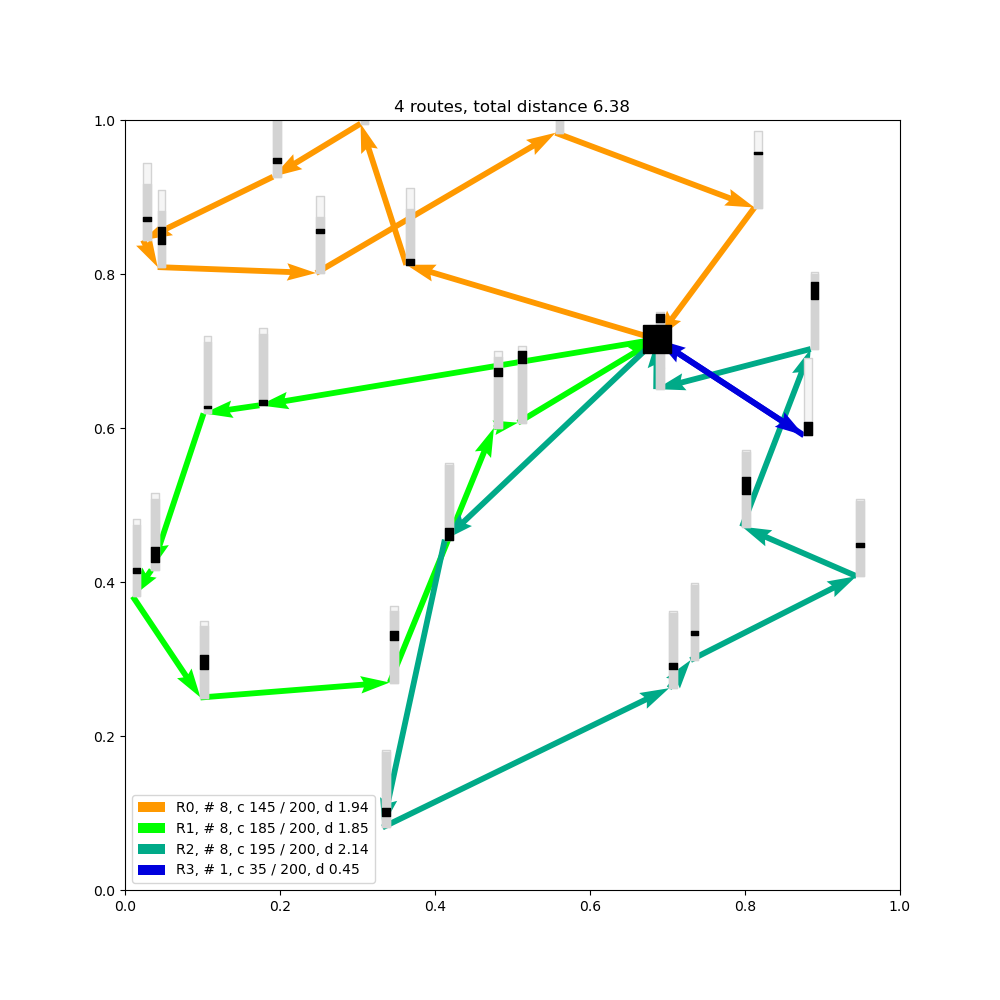 4 routes, total distance 6.38
1.0
0.8
0.6
0.4
0.2
0.0
R0, # 8, c 145 / 200, d 1.94
R1, # 8, c 185 / 200, d 1.85
R2, # 8, c 195 / 200, d 2.14
R3, # 1, c 35 / 200, d 0.45
0.0 0.2 0.4 0.6 0.8 1.0